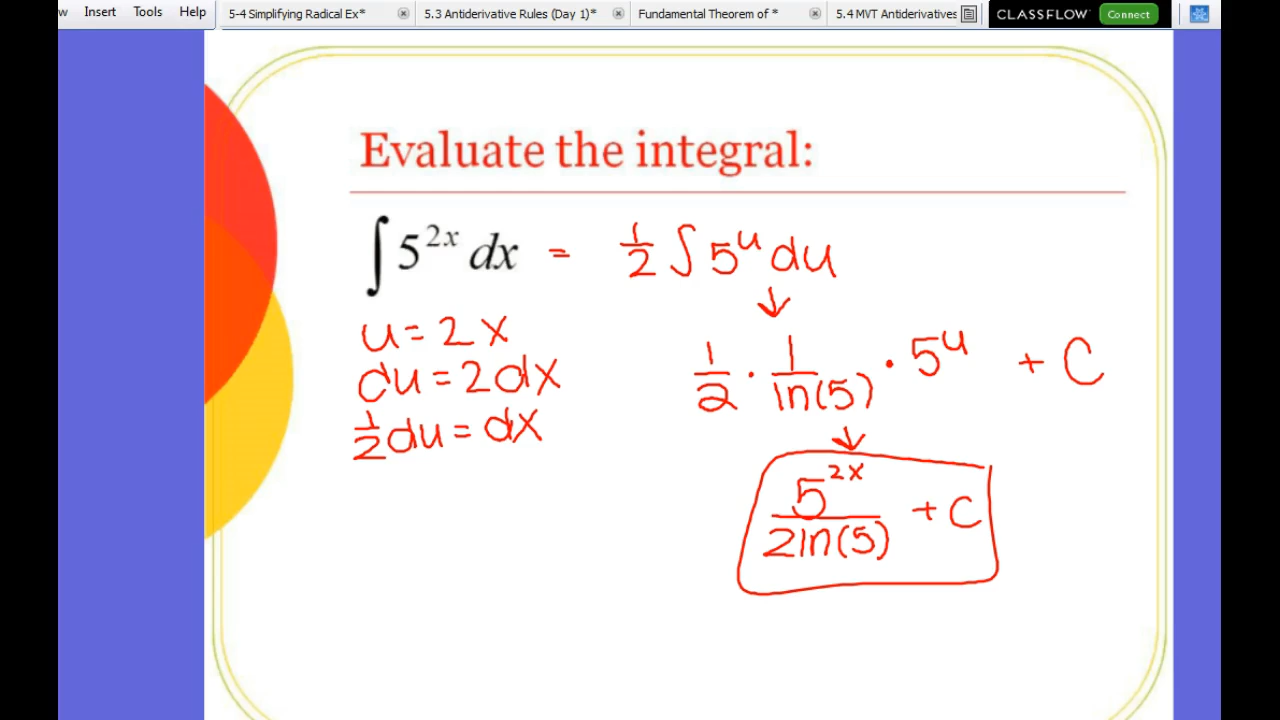 w Insert Tools Help 5-4 Simplifying Radical Ex* 5.3 Antiderivative Rules (Day 1)* Fundamental Theorem of * 5.4 MVT Antiderivatives CLASSFLOW Connect
Evaluate the integral:
∫ 5^{2x} dx = 1/2 ∫ 5^u du
↓
u = 2x
1/2 · 1/ln(5) · 5^u + C
du = 2dx
1/2 du = dx
↓
5^{2x}/2ln(5) + C